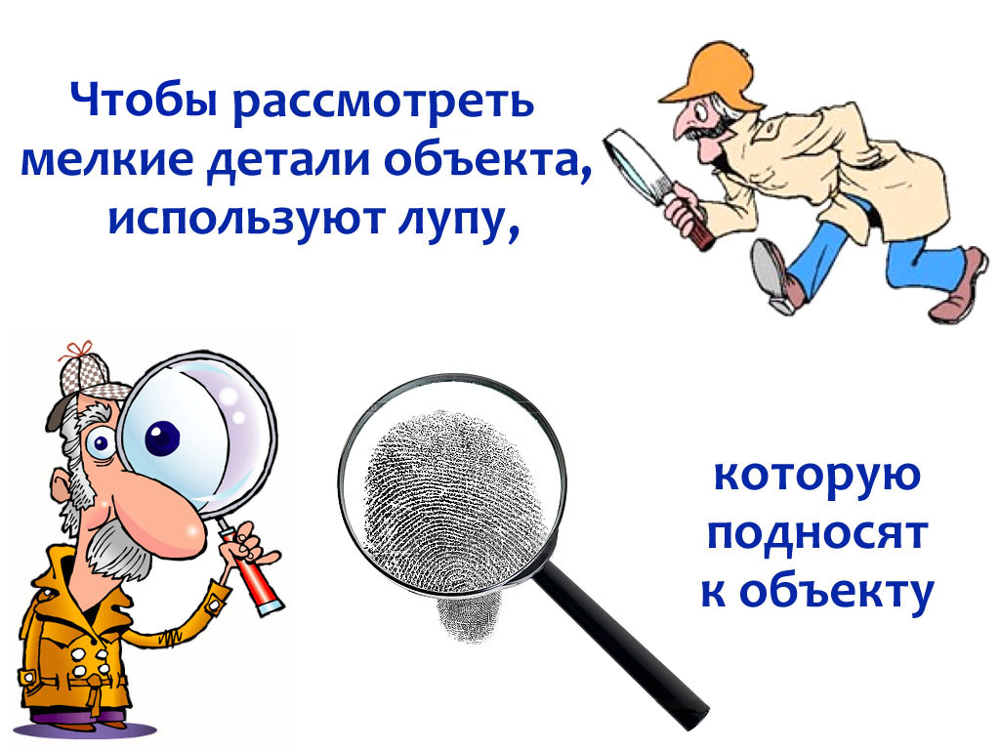 Чтобы рассмотреть
мелкие детали объекта,
используют лупу,
которую
подносят
к объекту